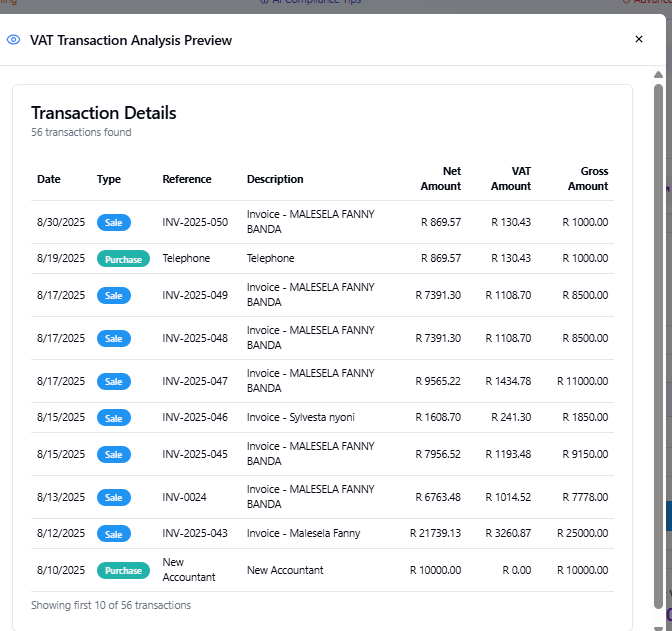 AI Compliance Tips
VAT Transaction Analysis Preview
Transaction Details
56 transactions found
Date Type Reference Description Net Amount VAT Amount Gross Amount
8/30/2025 Sale INV-2025-050 Invoice - MALESELA FANNY BANDA R 869.57 R 130.43 R 1000.00
8/19/2025 Purchase Telephone Telephone R 869.57 R 130.43 R 1000.00
8/17/2025 Sale INV-2025-049 Invoice - MALESELA FANNY BANDA R 7391.30 R 1108.70 R 8500.00
8/17/2025 Sale INV-2025-048 Invoice - MALESELA FANNY BANDA R 7391.30 R 1108.70 R 8500.00
8/17/2025 Sale INV-2025-047 Invoice - MALESELA FANNY BANDA R 9565.22 R 1434.78 R 11000.00
8/15/2025 Sale INV-2025-046 Invoice - Sylvesta nyoni R 1608.70 R 241.30 R 1850.00
8/15/2025 Sale INV-2025-045 Invoice - MALESELA FANNY BANDA R 7956.52 R 1193.48 R 9150.00
8/13/2025 Sale INV-0024 Invoice - MALESELA FANNY BANDA R 6763.48 R 1014.52 R 7778.00
8/12/2025 Sale INV-2025-043 Invoice - Malesela Fanny R 21739.13 R 3260.87 R 25000.00
8/10/2025 Purchase New Accountant New Accountant R 10000.00 R 0.00 R 10000.00
Showing first 10 of 56 transactions